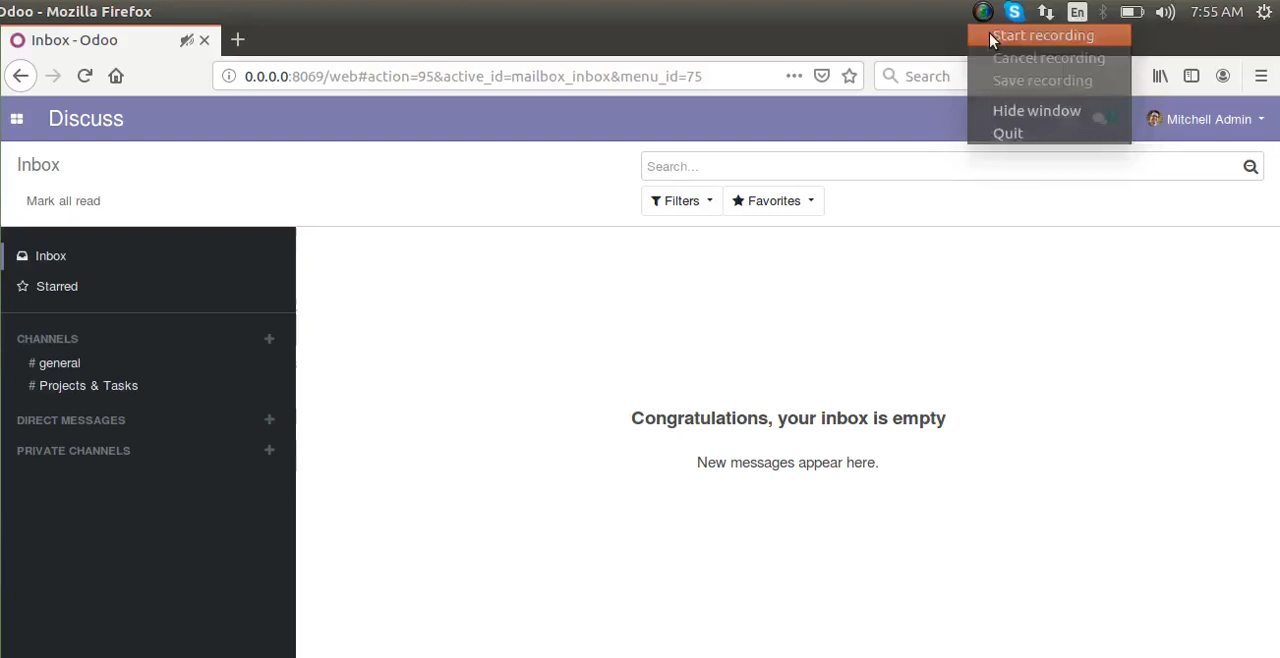 Odoo - Mozilla Firefox
En
7:55 AM
Inbox - Odoo
Start recording
Cancel recording
Save recording
Hide window
Quit
0.0.0.0:8069/web#action=95&active_id=mailbox_inbox&menu_id=75
Search
Discuss
Mitchell Admin
Inbox
Search...
Mark all read
Filters
Favorites
Inbox
Starred
CHANNELS
# general
# Projects & Tasks
DIRECT MESSAGES
PRIVATE CHANNELS
Congratulations, your inbox is empty
New messages appear here.